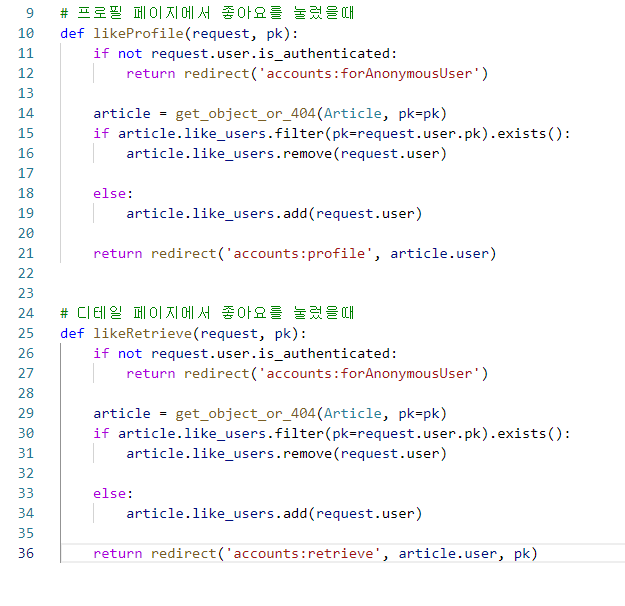 9 # 프로필 페이지에서 좋아요를 눌렀을때
10 def likeProfile(request, pk):
11     if not request.user.is_authenticated:
12         return redirect('accounts:forAnonymousUser')
13
14     article = get_object_or_404(Article, pk=pk)
15     if article.like_users.filter(pk=request.user.pk).exists():
16         article.like_users.remove(request.user)
17
18     else:
19         article.like_users.add(request.user)
20
21     return redirect('accounts:profile', article.user)
22
23
24 # 디테일 페이지에서 좋아요를 눌렀을때
25 def likeRetrieve(request, pk):
26     if not request.user.is_authenticated:
27         return redirect('accounts:forAnonymousUser')
28
29     article = get_object_or_404(Article, pk=pk)
30     if article.like_users.filter(pk=request.user.pk).exists():
31         article.like_users.remove(request.user)
32
33     else:
34         article.like_users.add(request.user)
35
36     return redirect('accounts:retrieve', article.user, pk)